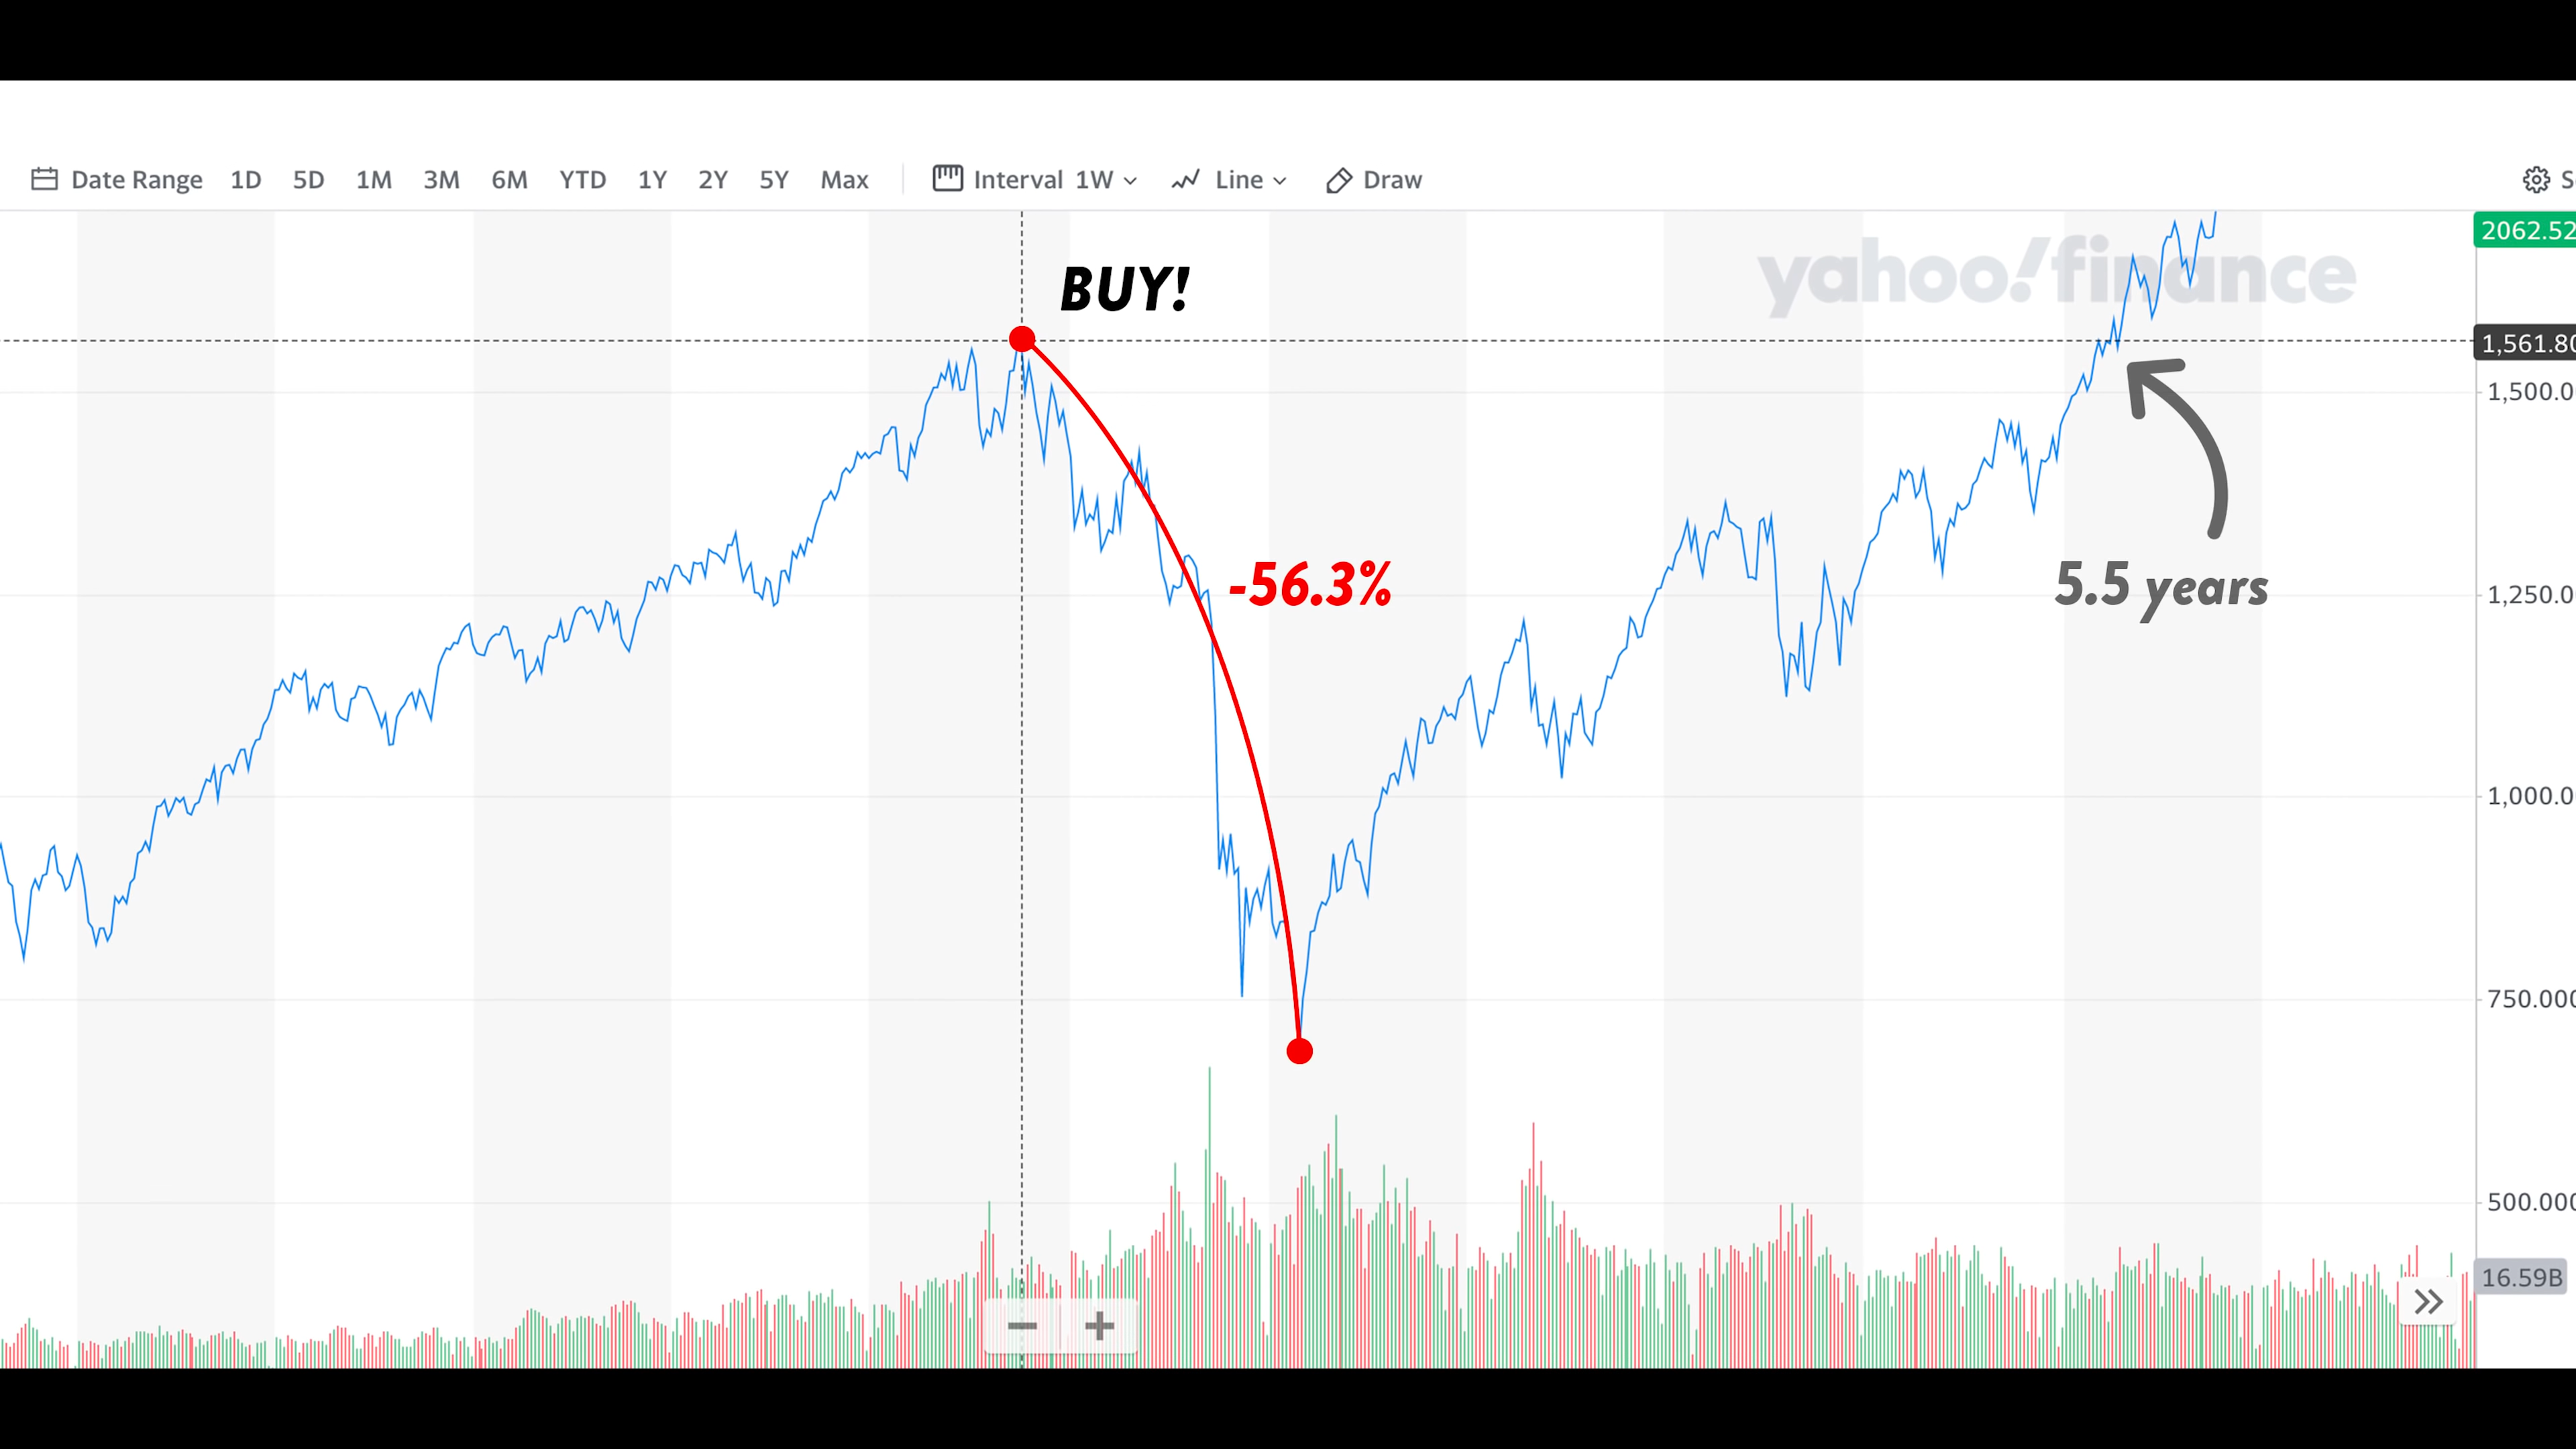 Date Range 1D 5D 1M 3M 6M YTD 1Y 2Y 5Y Max Interval 1W Line Draw S
yahoo!finance
2062.52
BUY!
1,561.80
1,500.0
-56.3%
5.5 years
1,250.0
1,000.0
750.000
500.000
16.59B